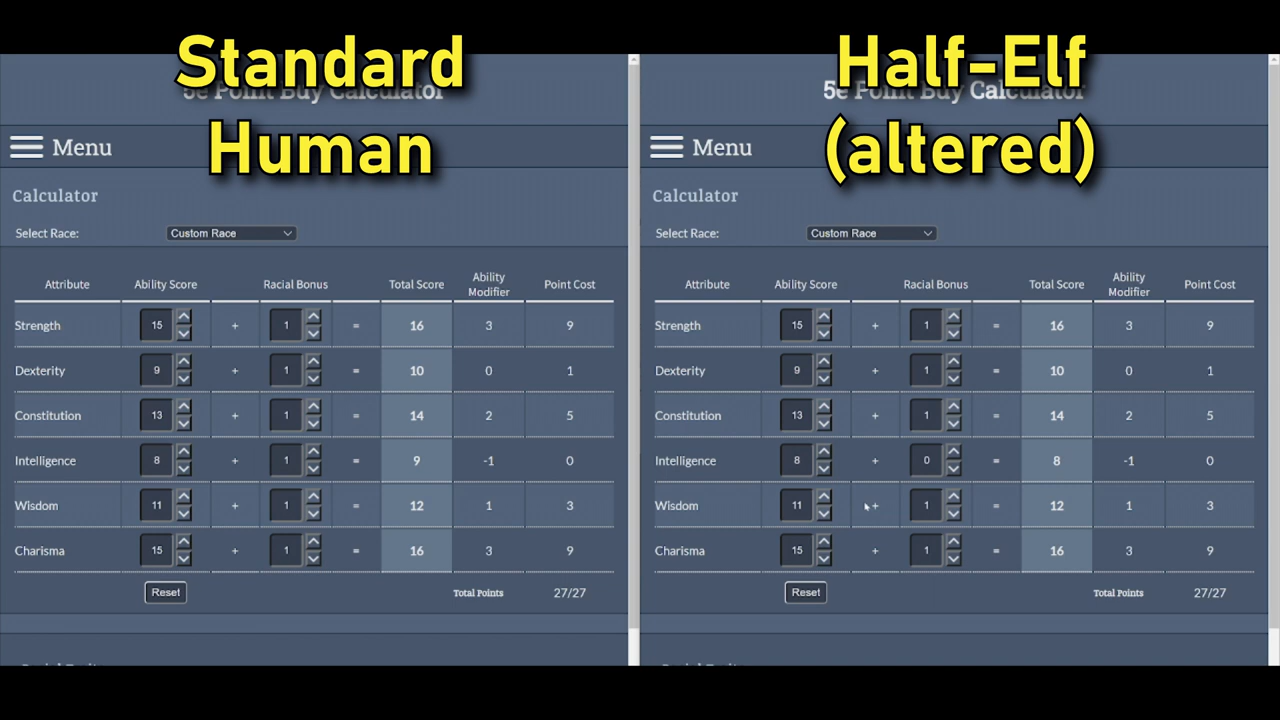 Standard
Human
5e Point Buy Calculator
Menu
Calculator
Select Race: Custom Race
Attribute Ability Score Racial Bonus Total Score Ability Modifier Point Cost
Strength 15 + 1 = 16 3 9
Dexterity 9 + 1 = 10 0 1
Constitution 13 + 1 = 14 2 5
Intelligence 8 + 1 = 9 -1 0
Wisdom 11 + 1 = 12 1 3
Charisma 15 + 1 = 16 3 9
Reset Total Points 27/27
Half-Elf
(altered)
5e Point Buy Calculator
Menu
Calculator
Select Race: Custom Race
Attribute Ability Score Racial Bonus Total Score Ability Modifier Point Cost
Strength 15 + 1 = 16 3 9
Dexterity 9 + 1 = 10 0 1
Constitution 13 + 1 = 14 2 5
Intelligence 8 + 0 = 8 -1 0
Wisdom 11 + 1 = 12 1 3
Charisma 15 + 1 = 16 3 9
Reset Total Points 27/27